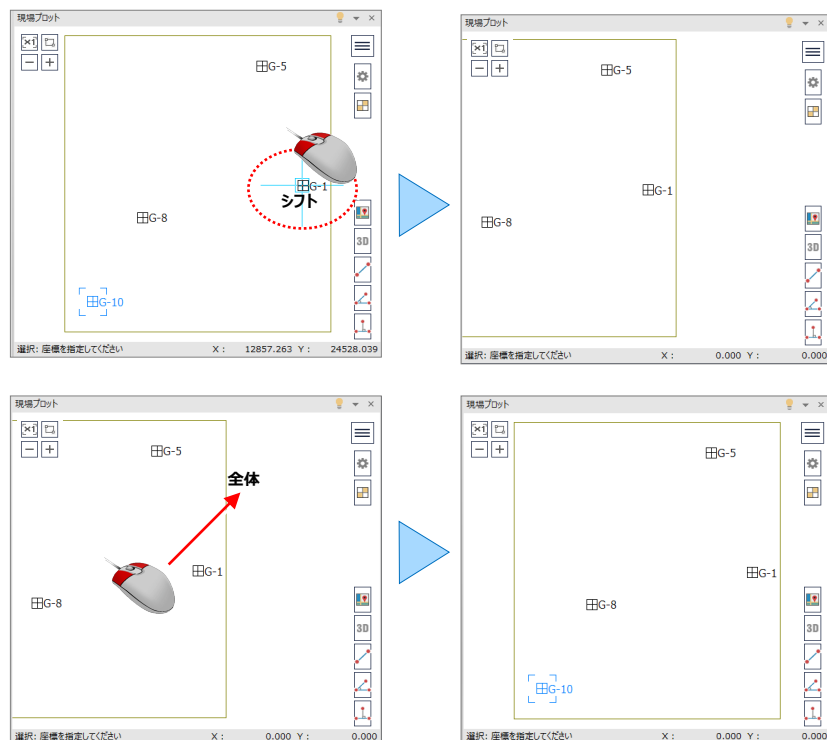 現場プロット
G-5
G-1
シフト
G-8
3D
G-10
選択: 座標を指定してください X : 12857.263 Y : 24528.039
現場プロット
G-5
G-1
G-8
3D
選択: 座標を指定してください X : 0.000 Y : 0.000
現場プロット
G-5
全体
G-1
G-8
3D
選択: 座標を指定してください X : 0.000 Y : 0.000
現場プロット
G-5
G-1
G-8
3D
G-10
選択: 座標を指定してください X : 0.000 Y : 0.000